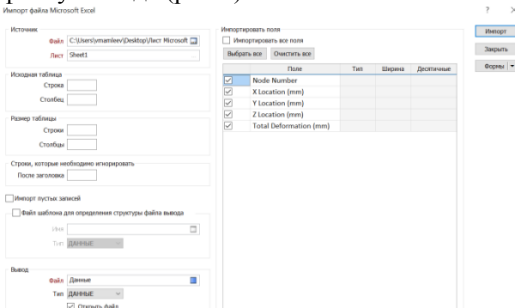 Импорт файла Microsoft Excel
? ×
Источник
Файл C:\Users\ymamleev\Desktop\Лист Microsoft
Лист Sheet1
Исходная таблица
Строка
Столбец
Размер таблицы
Строки
Столбцы
Строки, которые необходимо игнорировать
После заголовка
Импорт пустых записей
Файл шаблона для определения структуры файла вывода
Имя
Тип ДАННЫЕ
Вывод
Файл Данные
Тип ДАННЫЕ
Открыть файл
Импортировать поля
Импортировать все поля
Выбрать все Очистить все
Поле Тип Ширина Десятичные
Node Number
X Location (mm)
Y Location (mm)
Z Location (mm)
Total Deformation (mm)
Импорт
Закрыть
Формы